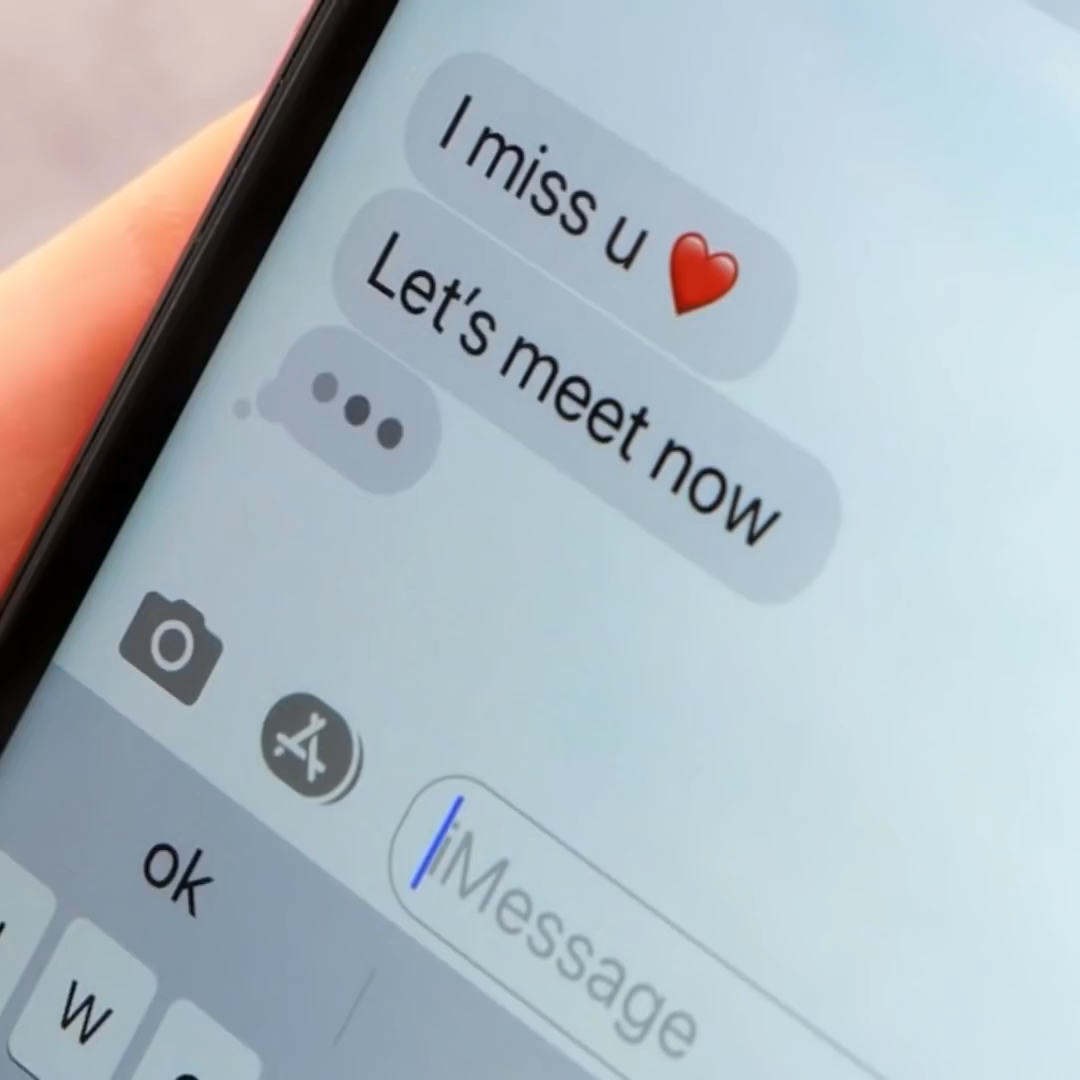 I miss u ❤️
Let's meet now
iMessage
ok
w